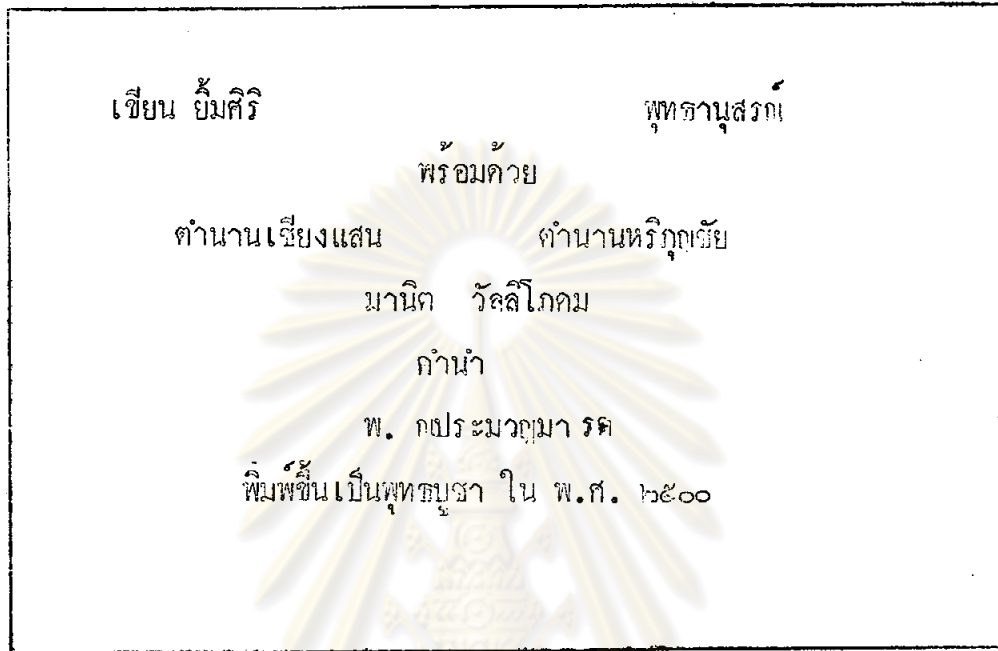 เขียน ยิ้มศิริ พุทธานุสรณ์
พร้อมด้วย
ตำนานเชียงแสน ตำนานหริภุญชัย
มานิต วัลลิโภดม
คำนำ
พ. ณประมวญมารค
พิมพ์ขึ้นเป็นพุทธบูชา ใน พ.ศ. ๒๕๐๐